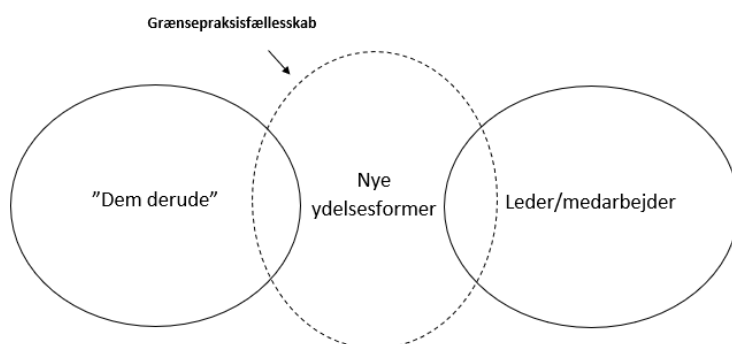 Grænsepraksisfællesskab
”Dem derude”
Nye
ydelsesformer
Leder/medarbejder